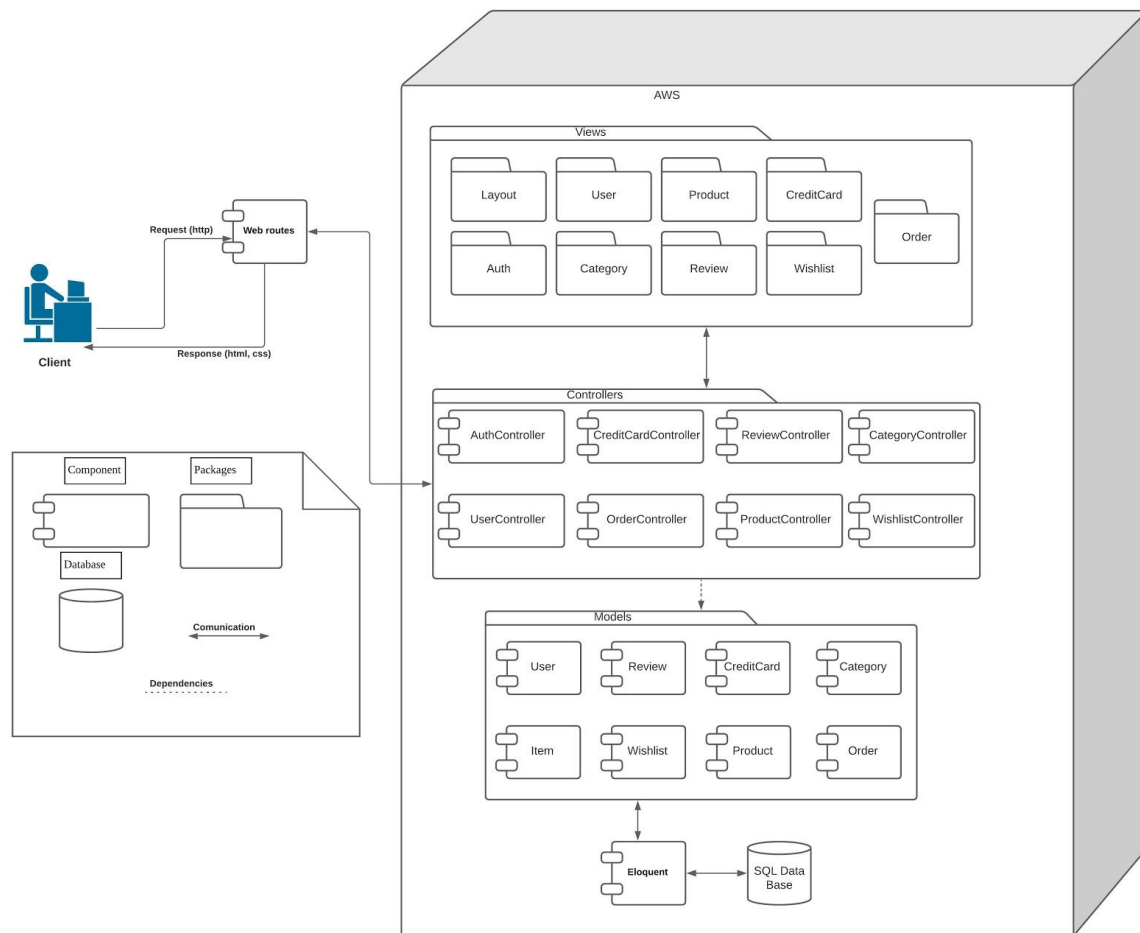 AWS
Views
Layout
User
Product
CreditCard
Order
Auth
Category
Review
Wishlist
Request (http)
Web routes
Response (html, css)
Client
Controllers
AuthController
CreditCardController
ReviewController
CategoryController
UserController
OrderController
ProductController
WishlistController
Component
Packages
Database
Comunication
Dependencies
Models
User
Review
CreditCard
Category
Item
Wishlist
Product
Order
Eloquent
SQL Data
Base